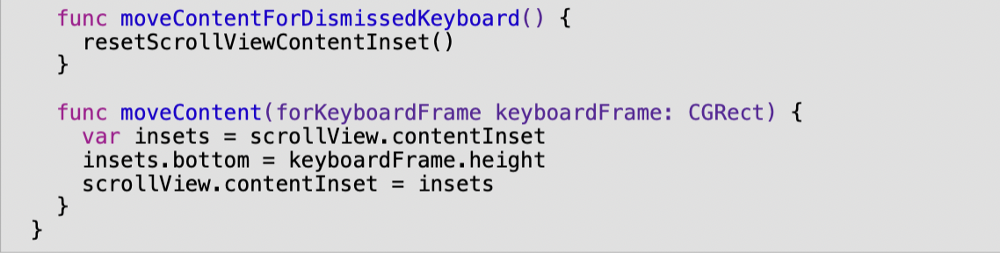 func moveContentForDismissedKeyboard() {
resetScrollViewContentInset()
}
func moveContent(forKeyboardFrame keyboardFrame: CGRect) {
var insets = scrollView.contentInset
insets.bottom = keyboardFrame.height
scrollView.contentInset = insets
}
}